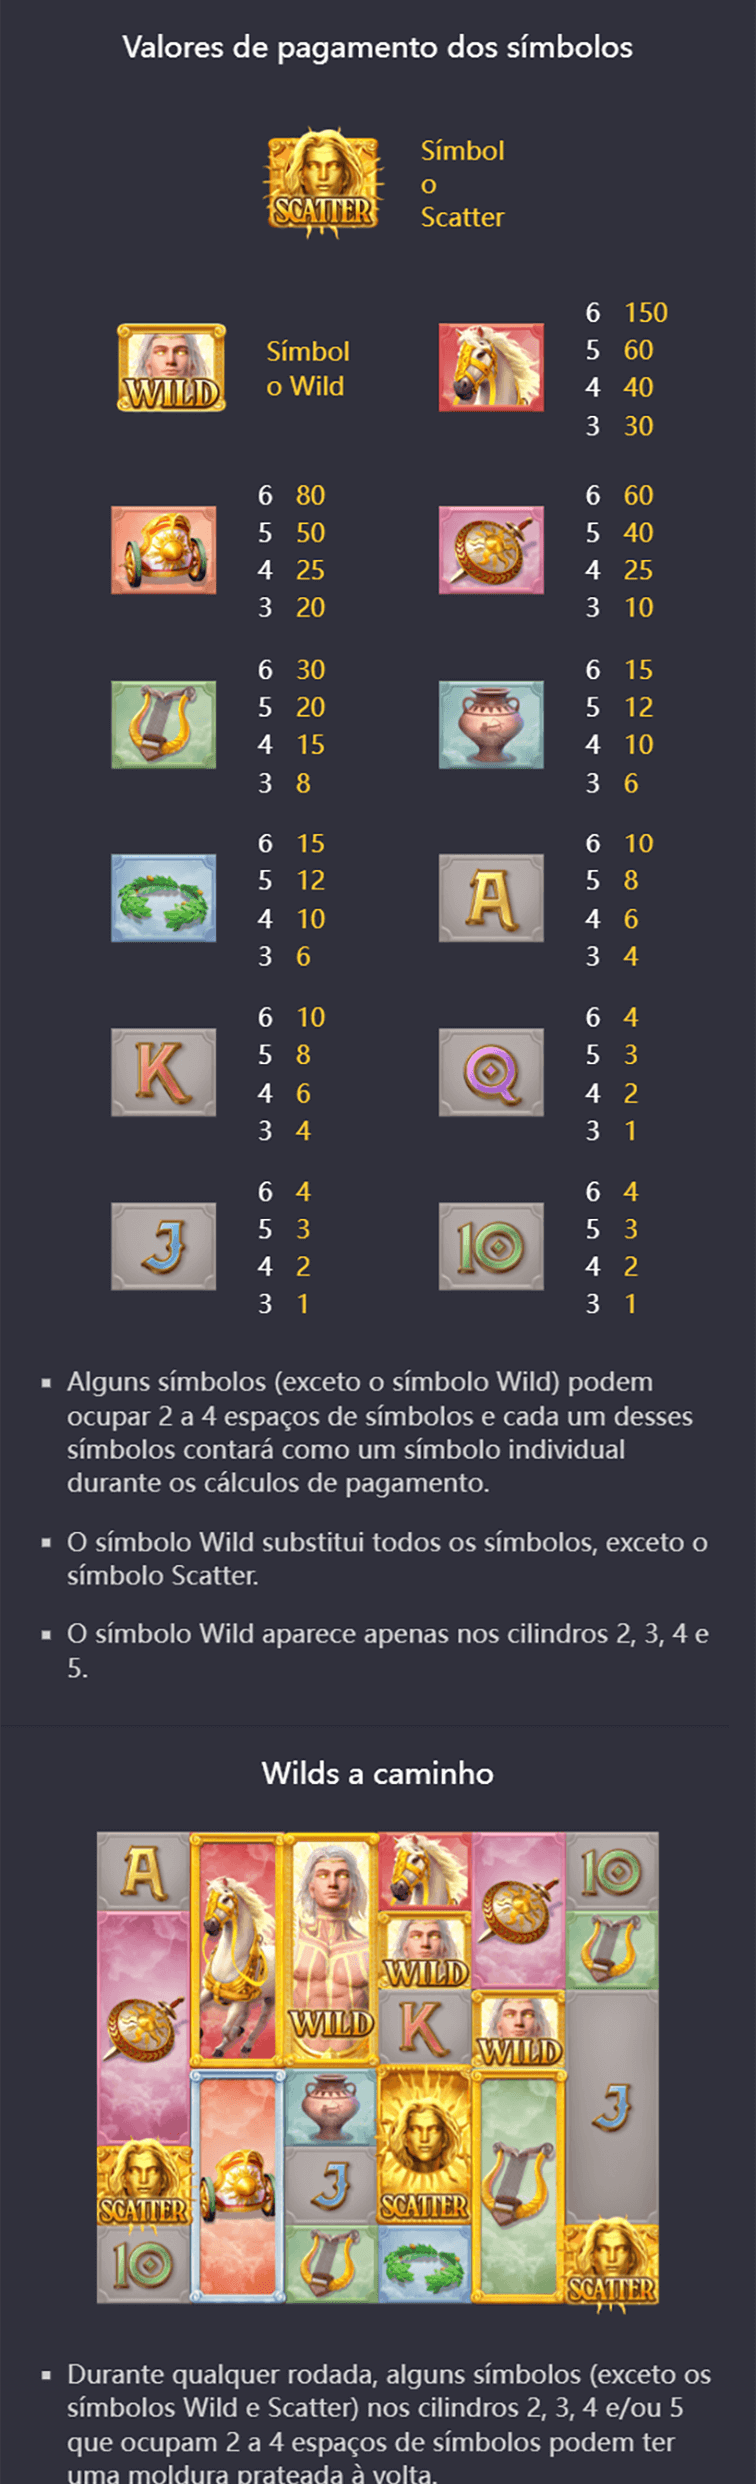 Valores de pagamento dos símbolos
SCATTER
Símbol
o
Scatter
WILD
Símbol
o Wild
6 150
5 60
4 40
3 30
6 80
5 50
4 25
3 20
6 60
5 40
4 25
3 10
6 30
5 20
4 15
3 8
6 15
5 12
4 10
3 6
6 15
5 12
4 10
3 6
A
6 10
5 8
6 6
3 4
K
6 10
5 8
4 6
3 4
Q
6 4
5 3
4 2
3 1
J
6 4
5 3
4 2
3 1
10
6 4
5 3
4 2
3 1
▪ Alguns símbolos (exceto o símbolo Wild) podem
ocupar 2 a 4 espaços de símbolos e cada um desses
símbolos contará como um símbolo individual
durante os cálculos de pagamento.
▪ O símbolo Wild substitui todos os símbolos, exceto o
símbolo Scatter.
▪ O símbolo Wild aparece apenas nos cilindros 2, 3, 4 e
5.
Wilds a caminho
A 10
WILD
WILD K WILD
J
SCATTER J SCATTER
10 SCATTER
▪ Durante qualquer rodada, alguns símbolos (exceto os
símbolos Wild e Scatter) nos cilindros 2, 3, 4 e/ou 5
que ocupam 2 a 4 espaços de símbolos podem ter
uma moldura prateada à volta.